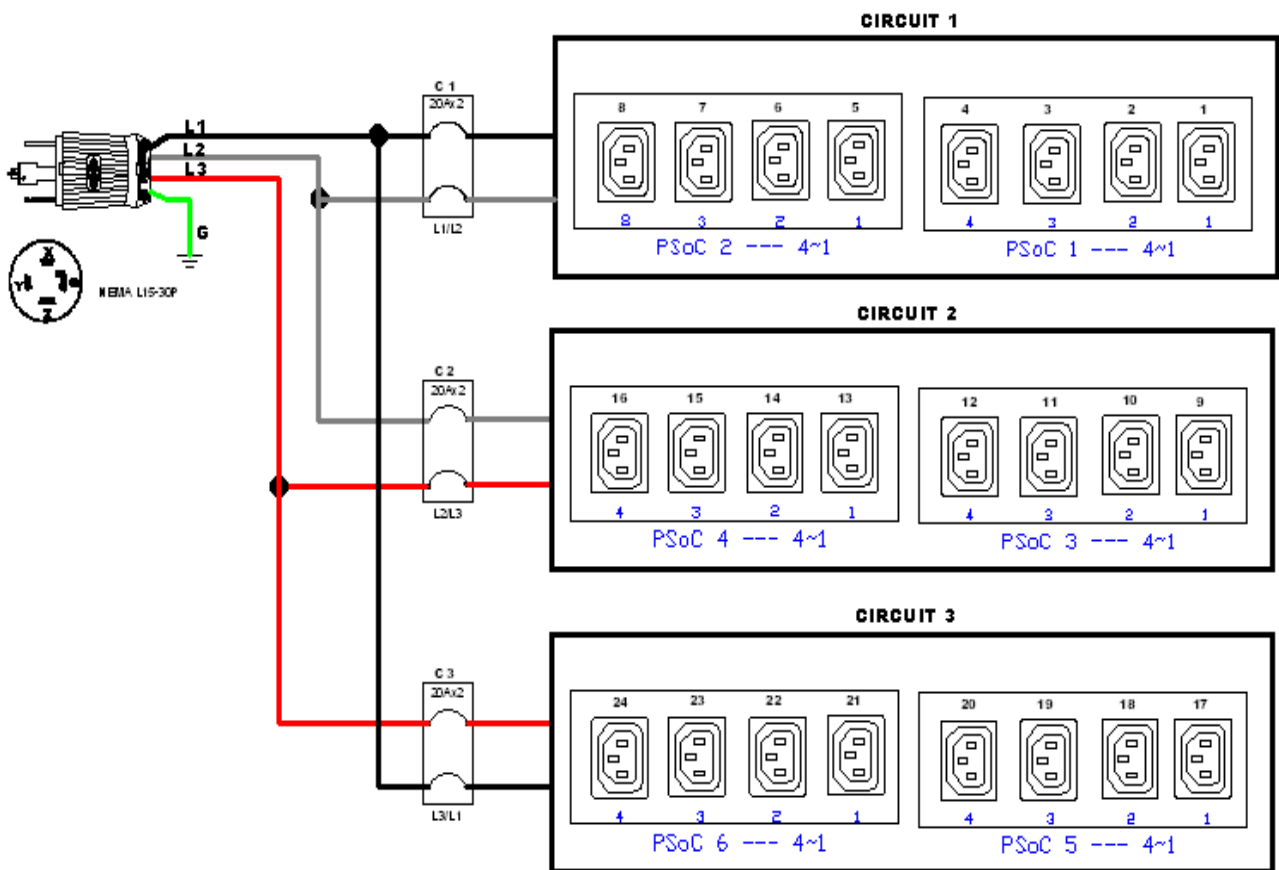 CIRCUIT 1
C 1
20Ax2
L1/L2
8 7 6 5
8 3 2 1
PSoC 2 --- 4~1
4 3 2 1
4 3 2 1
PSoC 1 --- 4~1
L1
L2
L3
G
X
Y
Z
NEMA L15-30P
CIRCUIT 2
C 2
20Ax2
L2/L3
16 15 14 13
4 3 2 1
PSoC 4 --- 4~1
12 11 10 9
4 3 2 1
PSoC 3 --- 4~1
CIRCUIT 3
C 3
20Ax2
L3/L1
24 23 22 21
4 3 2 1
PSoC 6 --- 4~1
20 19 18 17
4 3 2 1
PSoC 5 --- 4~1